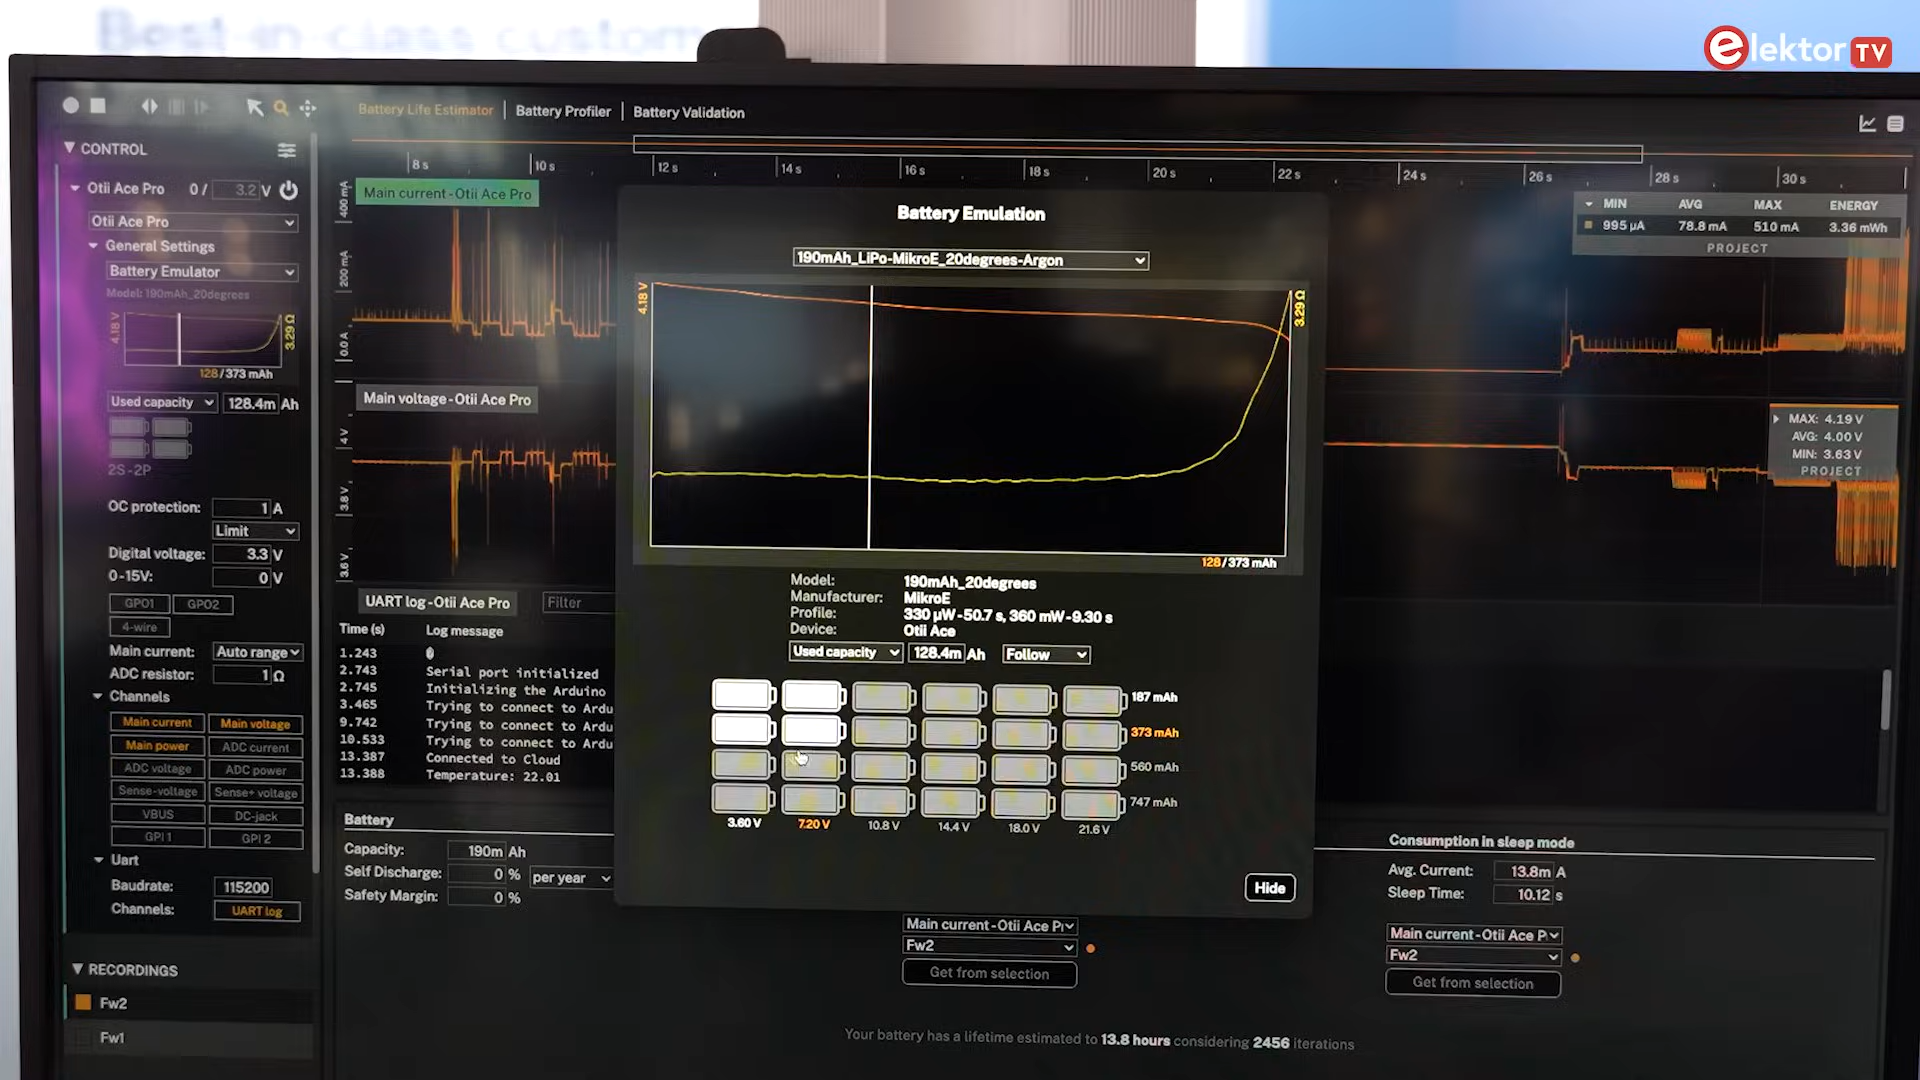 Best-in-class custom
elektor TV
Battery Life Estimator | Battery Profiler | Battery Validation
CONTROL
8 s 10 s 12 s 14 s 16 s 18 s 20 s 22 s 24 s 26 s 28 s 30 s
Otii Ace Pro 0 / 3.2 V
Otii Ace Pro
General Settings
Battery Emulator
Model: 190mAh_20degrees
4.18 V
3.29 Ω
128/373 mAh
Used capacity 128.4m Ah
2S-2P
OC protection: 1 A
Limit
Digital voltage: 3.3 V
0-15V: 0 V
GPO1 GPO2
4-wire
Main current: Auto range
ADC resistor: 1 Ω
Channels
Main current Main voltage
Main power ADC current
ADC voltage ADC power
Sense-voltage Sense+ voltage
VBUS DC-jack
GPI 1 GPI 2
Uart
Baudrate: 115200
Channels: UART log
RECORDINGS
Fw2
Fw1
Main current - Otii Ace Pro
400 mA
200 mA
0.0 A
Main voltage - Otii Ace Pro
4 V
3.8 V
3.6 V
UART log - Otii Ace Pro Filter
Time (s) Log message
1.243
2.743 Serial port initialized
2.745 Initializing the Arduino
3.465 Trying to connect to Ardu
9.742 Trying to connect to Ardu
10.533 Trying to connect to Ardu
13.387 Connected to Cloud
13.388 Temperature: 22.01
Battery
Capacity: 190m Ah
Self Discharge: 0 % per year
Safety Margin: 0 %
Battery Emulation
190mAh_LiPo-MikroE_20degrees-Argon
4.18 V
3.29 Ω
128/373 mAh
Model: 190mAh_20degrees
Manufacturer: MikroE
Profile: 330 µW - 50.7 s, 360 mW - 9.30 s
Device: Otii Ace
Used capacity 128.4m Ah Follow
187 mAh
373 mAh
560 mAh
747 mAh
3.60 V 7.20 V 10.8 V 14.4 V 18.0 V 21.6 V
Hide
MIN AVG MAX ENERGY
995 µA 78.8 mA 510 mA 3.36 mWh
PROJECT
MAX: 4.19 V
AVG: 4.00 V
MIN: 3.63 V
PROJECT
Main current - Otii Ace P
Fw2
Get from selection
Consumption in sleep mode
Avg. Current: 13.8m A
Sleep Time: 10.12 s
Main current - Otii Ace P
Fw2
Get from selection
Your battery has a lifetime estimated to 13.8 hours considering 2456 iterations